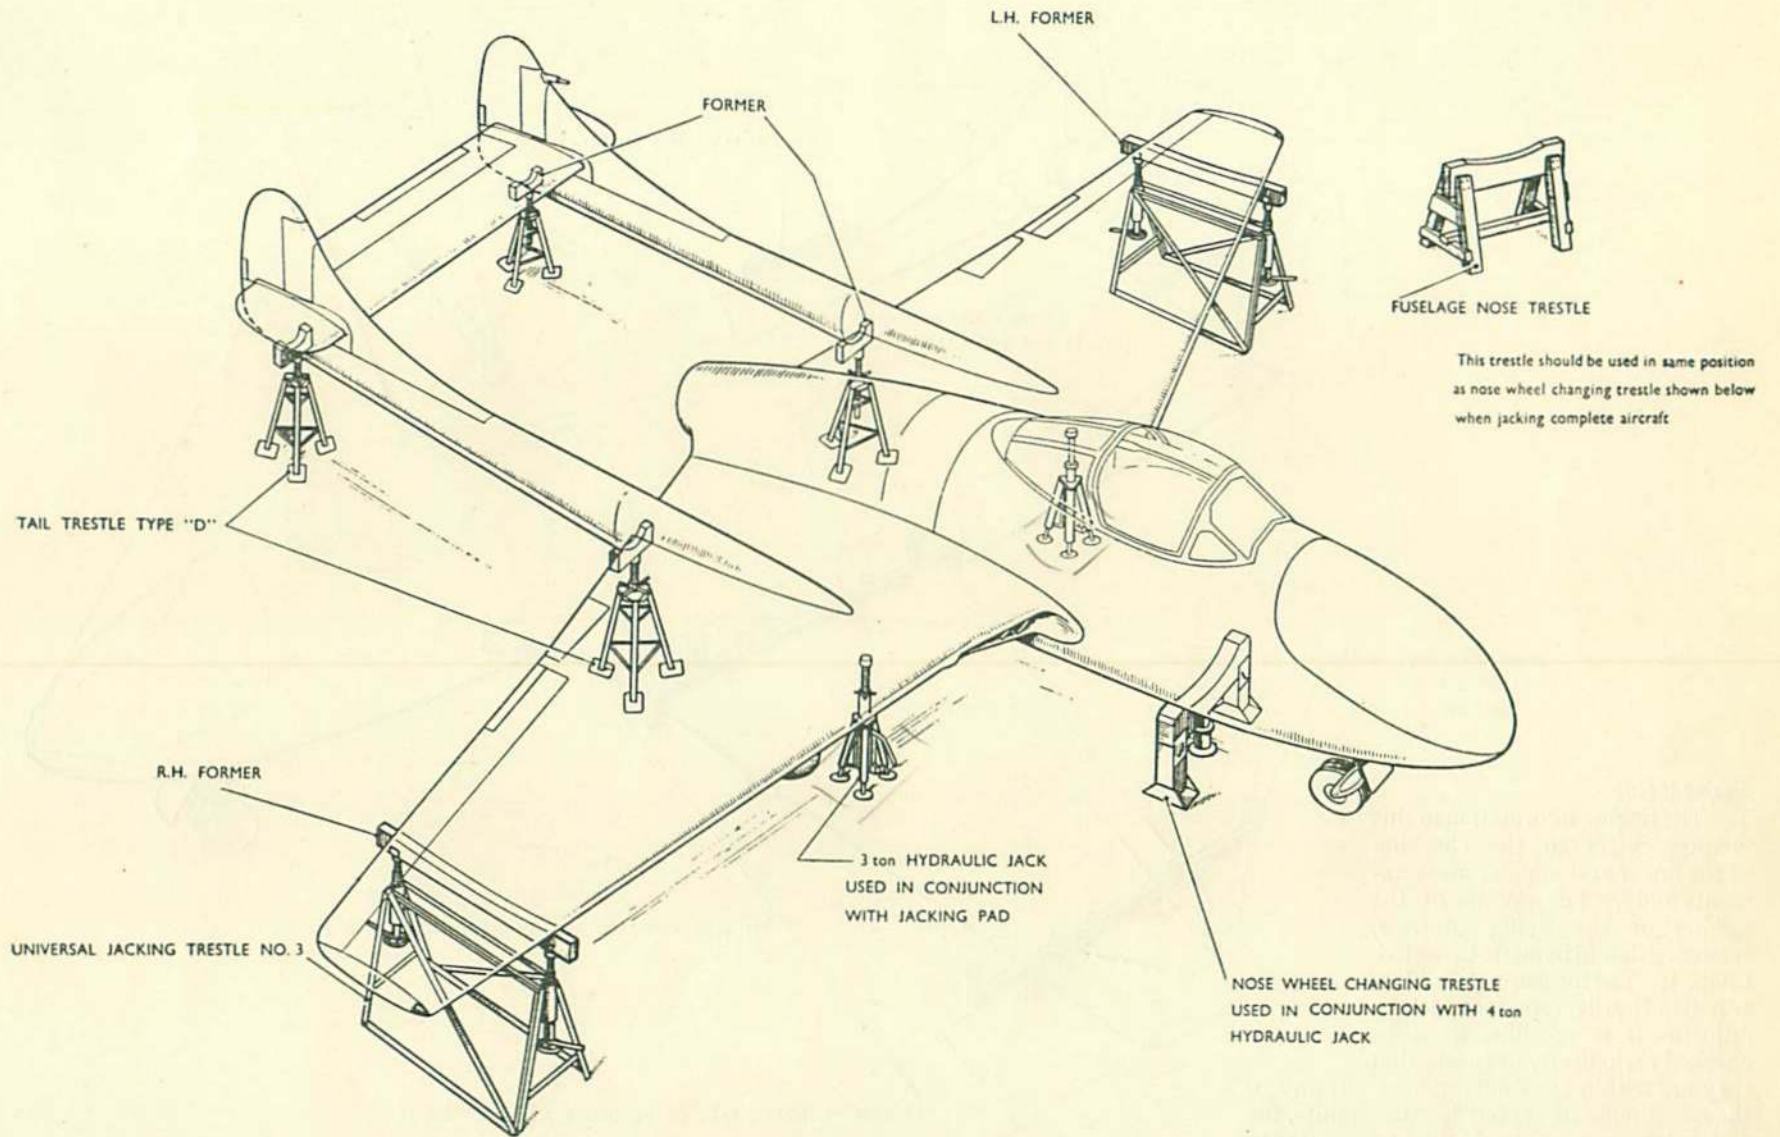 L.H. FORMER
FORMER
FUSELAGE NOSE TRESTLE
This trestle should be used in same position
as nose wheel changing trestle shown below
when jacking complete aircraft
TAIL TRESTLE TYPE "D"
R.H. FORMER
3 ton HYDRAULIC JACK
USED IN CONJUNCTION
WITH JACKING PAD
UNIVERSAL JACKING TRESTLE NO. 3
NOSE WHEEL CHANGING TRESTLE
USED IN CONJUNCTION WITH 4 ton
HYDRAULIC JACK